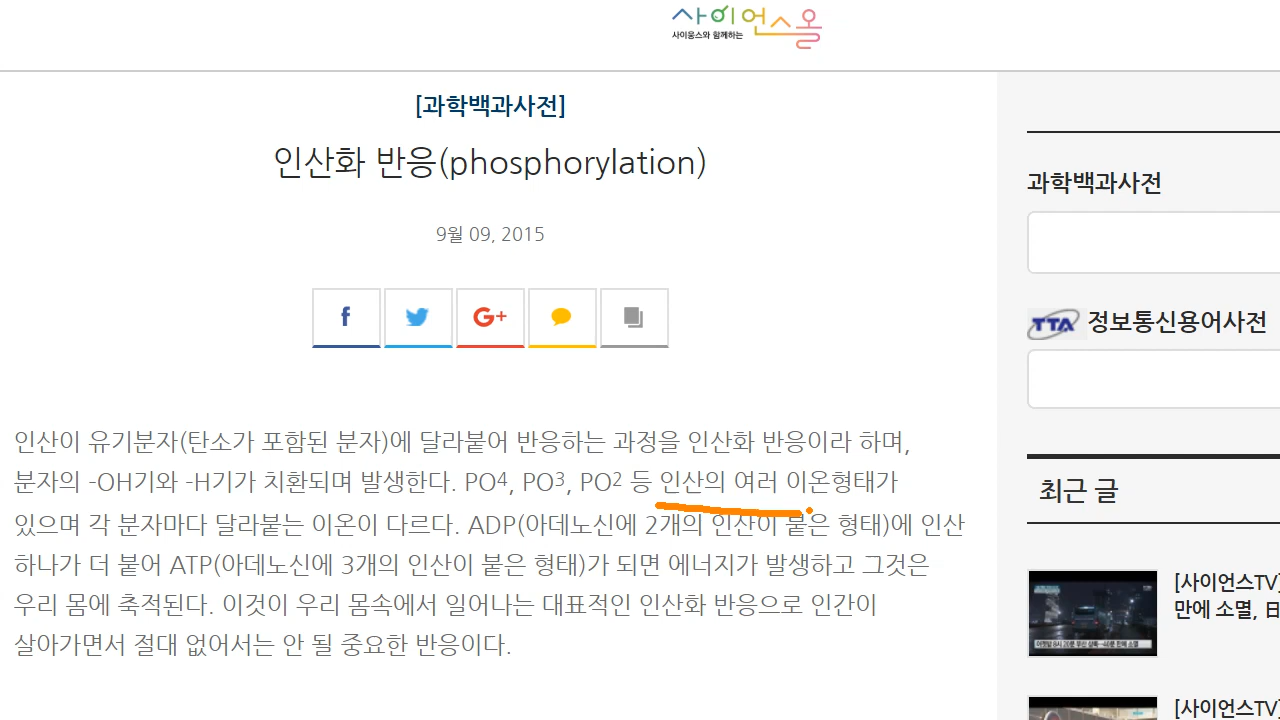 사이언스올
사이웅스와 함께하는
[과학백과사전]
인산화 반응(phosphorylation)
9월 09, 2015
f
G+
인산이 유기분자(탄소가 포함된 분자)에 달라붙어 반응하는 과정을 인산화 반응이라 하며,
분자의 -OH기와 -H기가 치환되며 발생한다. PO⁴, PO³, PO² 등 인산의 여러 이온형태가
있으며 각 분자마다 달라붙는 이온이 다르다. ADP(아데노신에 2개의 인산이 붙은 형태)에 인산
하나가 더 붙어 ATP(아데노신에 3개의 인산이 붙은 형태)가 되면 에너지가 발생하고 그것은
우리 몸에 축적된다. 이것이 우리 몸속에서 일어나는 대표적인 인산화 반응으로 인간이
살아가면서 절대 없어서는 안 될 중요한 반응이다.
과학백과사전
TTA 정보통신용어사전
최근 글
[사이언스TV]
만에 소멸, 日
[사이언스TV]